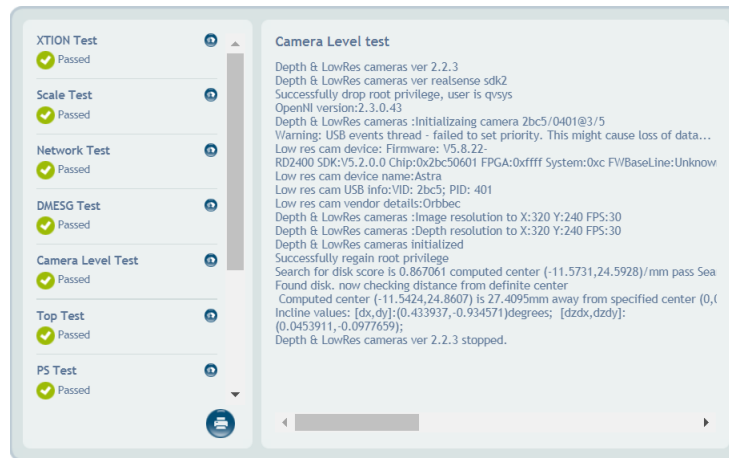 XTION Test
Passed
Scale Test
Passed
Network Test
Passed
DMESG Test
Passed
Camera Level Test
Passed
Top Test
Passed
PS Test
Passed
Camera Level test
Depth & LowRes cameras ver 2.2.3
Depth & LowRes cameras ver realsense sdk2
Successfully drop root privilege, user is qvsys
OpenNI version:2.3.0.43
Depth & LowRes cameras :Initializaing camera 2bc5/0401@3/5
Warning: USB events thread - failed to set priority. This might cause loss of data...
Low res cam device: Firmware: V5.8.22-
RD2400 SDK:V5.2.0.0 Chip:0x2bc50601 FPGA:0xffff System:0xc FWBaseLine:Unknow
Low res cam device name:Astra
Low res cam USB info:VID: 2bc5; PID: 401
Low res cam vendor details:Orbbec
Depth & LowRes cameras :Image resolution to X:320 Y:240 FPS:30
Depth & LowRes cameras :Depth resolution to X:320 Y:240 FPS:30
Depth & LowRes cameras initialized
Successfully regain root privilege
Search for disk score is 0.867061 computed center (-11.5731,24.5928)/mm pass Sea
Found disk. now checking distance from definite center
Computed center (-11.5424,24.8607) is 27.4095mm away from specified center (0,0
Incline values: [dx,dy]:(0.433937,-0.934571)degrees; [dzdx,dzdy]:
(0.0453911,-0.0977659);
Depth & LowRes cameras ver 2.2.3 stopped.